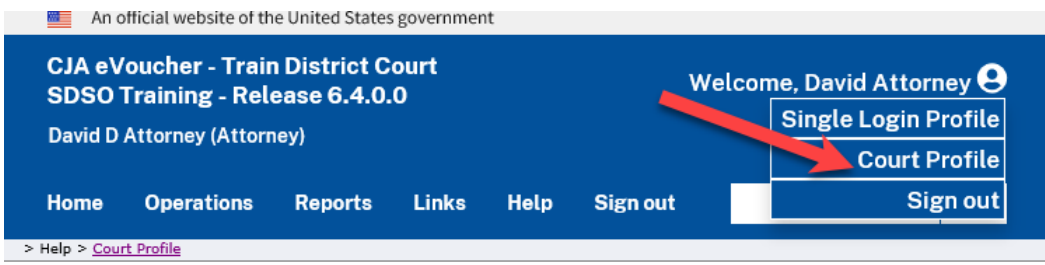 An official website of the United States government
CJA eVoucher - Train District Court
SDSO Training - Release 6.4.0.0
David D Attorney (Attorney)
Welcome, David Attorney
Single Login Profile
Court Profile
Sign out
Home Operations Reports Links Help Sign out
> Help > Court Profile